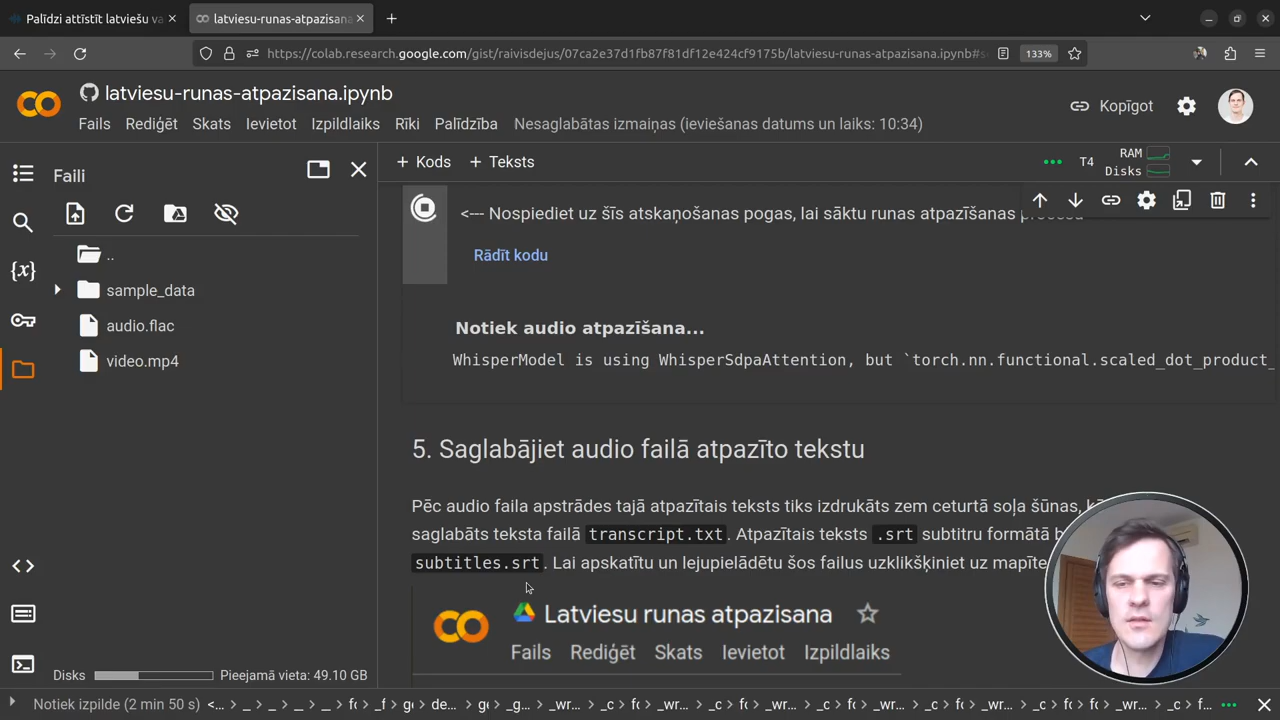 Palīdzi attīstīt latviešu va
latviesu-runas-atpazisana
https://colab.research.google.com/gist/raivisdejus/07ca2e37d1fb87f81df12e424cf9175b/latviesu-runas-atpazisana.ipynb#s
133%
latviesu-runas-atpazisana.ipynb
Fails Rediģēt Skats Ievietot Izpildlaiks Rīki Palīdzība Nesaglabātas izmaiņas (ieviešanas datums un laiks: 10:34)
Kopīgot
Faili
+ Kods + Teksts
T4
RAM
Disks
..
sample_data
audio.flac
video.mp4
<--- Nospiediet uz šīs atskaņošanas pogas, lai sāktu runas atpazīšanas procesu
Rādīt kodu
Notiek audio atpazīšana...
WhisperModel is using WhisperSdpaAttention, but `torch.nn.functional.scaled_dot_product_
5. Saglabājiet audio failā atpazīto tekstu
Pēc audio faila apstrādes tajā atpazītais teksts tiks izdrukāts zem ceturtā soļa šūnas,
saglabāts teksta failā transcript.txt. Atpazītais teksts .srt subtitru formātā
subtitles.srt. Lai apskatītu un lejupielādētu šos failus uzklikšķiniet uz mapīte
Latviesu runas atpazisana
Fails Rediģēt Skats Ievietot Izpildlaiks
Disks Pieejamā vieta: 49.10 GB
Notiek izpilde (2 min 50 s)